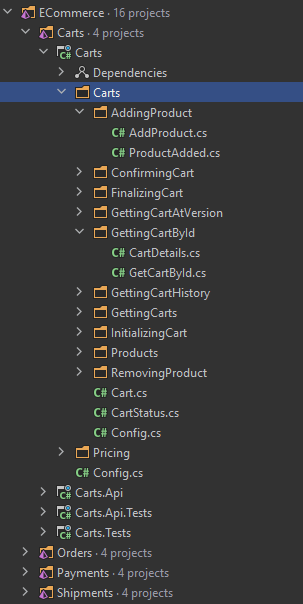 ECommerce · 16 projects
Carts · 4 projects
C# Carts
Dependencies
Carts
AddingProduct
C# AddProduct.cs
C# ProductAdded.cs
ConfirmingCart
FinalizingCart
GettingCartAtVersion
GettingCartById
C# CartDetails.cs
C# GetCartById.cs
GettingCartHistory
GettingCarts
InitializingCart
Products
RemovingProduct
C# Cart.cs
C# CartStatus.cs
C# Config.cs
Pricing
C# Config.cs
C# Carts.Api
C# Carts.Api.Tests
C# Carts.Tests
Orders · 4 projects
Payments · 4 projects
Shipments · 4 projects